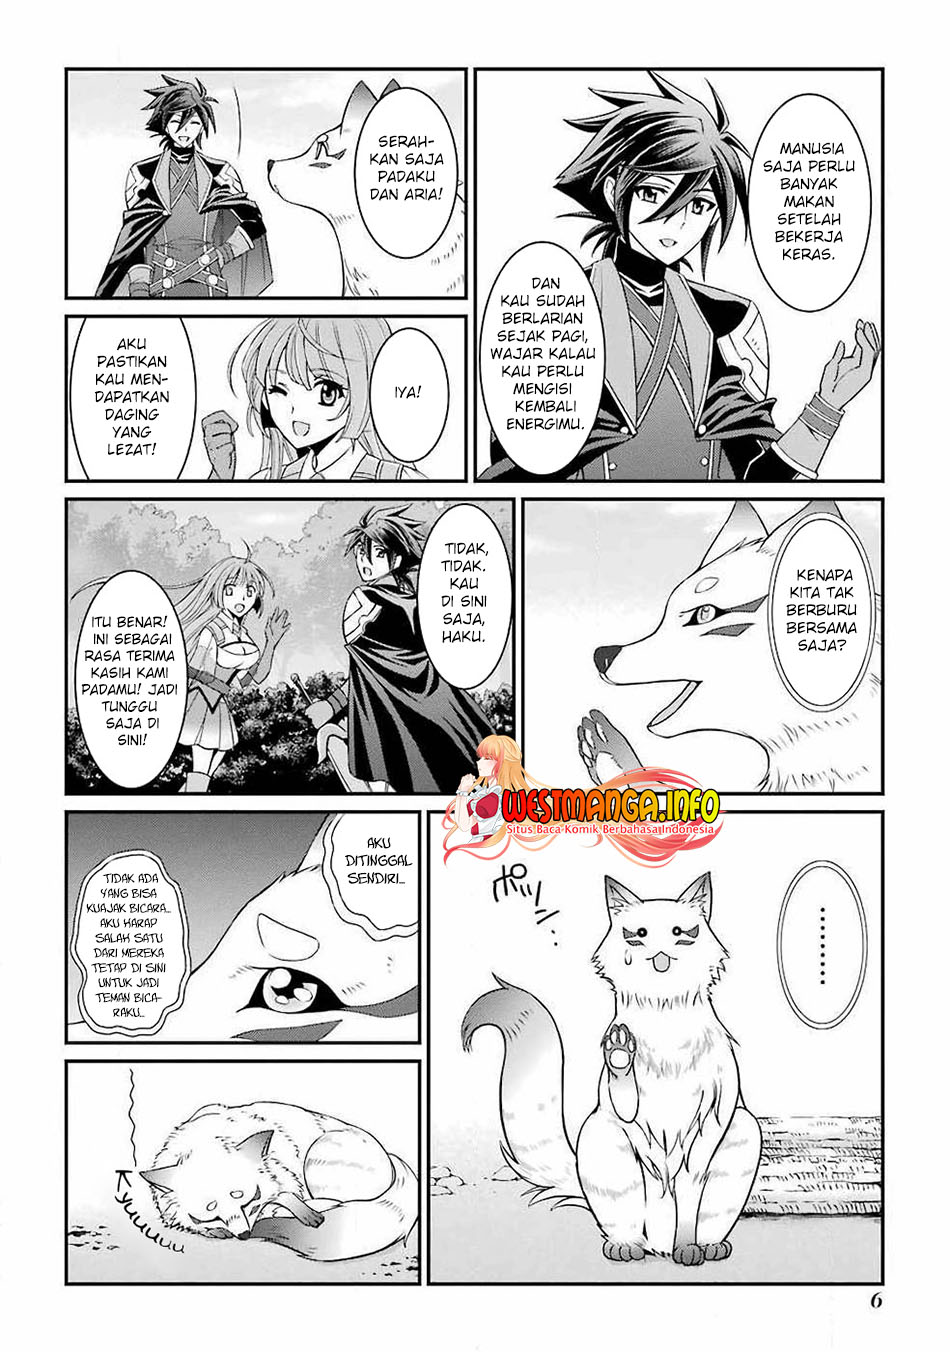 MANUSIA
SAJA PERLU
BANYAK
MAKAN
SETELAH
BEKERJA
KERAS.
DAN
KAU SUDAH
BERLARIAN
SEJAK PAGI,
WAJAR KALAU
KAU PERLU
MENGISI
KEMBALI
ENERGIMU.
SERAH-
KAN SAJA
PADAKU
DAN ARIA!
IYA!
AKU
PASTIKAN
KAU MEN-
DAPATKAN
DAGING
YANG
LEZAT!
KENAPA
KITA TAK
BERBURU
BERSAMA
SAJA?
TIDAK,
TIDAK.
KAU
DI SINI
SAJA,
HAKU.
ITU BENAR!
INI SEBAGAI
RASA TERIMA
KASIH KAMI
PADAMU! JADI
TUNGGU
SAJA DI
SINI!
WESTMANGA.INFO
Situs Baca Komik Berbahasa Indonesia
.........
ポツン
AKU
DITINGGAL
SENDIRI...
TIDAK ADA
YANG BISA
KUAJAK BICARA...
AKU HARAP
SALAH SATU
DARI MEREKA
TETAP DI SINI
UNTUK JADI
TEMAN BICA-
RAKU...
Kyuuuuu
6